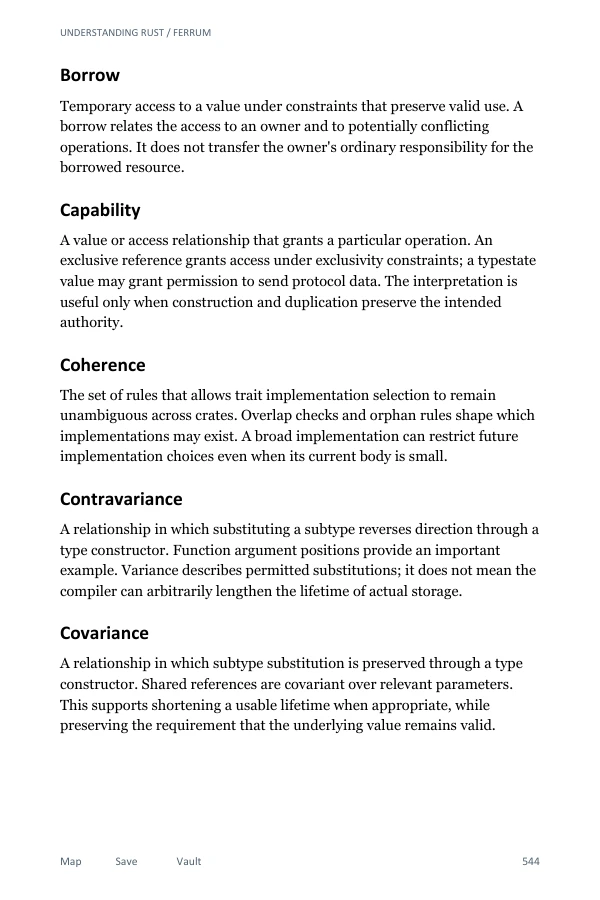 UNDERSTANDING RUST / FERRUM
Borrow
Temporary access to a value under constraints that preserve valid use. A
borrow relates the access to an owner and to potentially conflicting
operations. It does not transfer the owner's ordinary responsibility for the
borrowed resource.
Capability
A value or access relationship that grants a particular operation. An
exclusive reference grants access under exclusivity constraints; a typestate
value may grant permission to send protocol data. The interpretation is
useful only when construction and duplication preserve the intended
authority.
Coherence
The set of rules that allows trait implementation selection to remain
unambiguous across crates. Overlap checks and orphan rules shape which
implementations may exist. A broad implementation can restrict future
implementation choices even when its current body is small.
Contravariance
A relationship in which substituting a subtype reverses direction through a
type constructor. Function argument positions provide an important
example. Variance describes permitted substitutions; it does not mean the
compiler can arbitrarily lengthen the lifetime of actual storage.
Covariance
A relationship in which subtype substitution is preserved through a type
constructor. Shared references are covariant over relevant parameters.
This supports shortening a usable lifetime when appropriate, while
preserving the requirement that the underlying value remains valid.
Map Save Vault 544